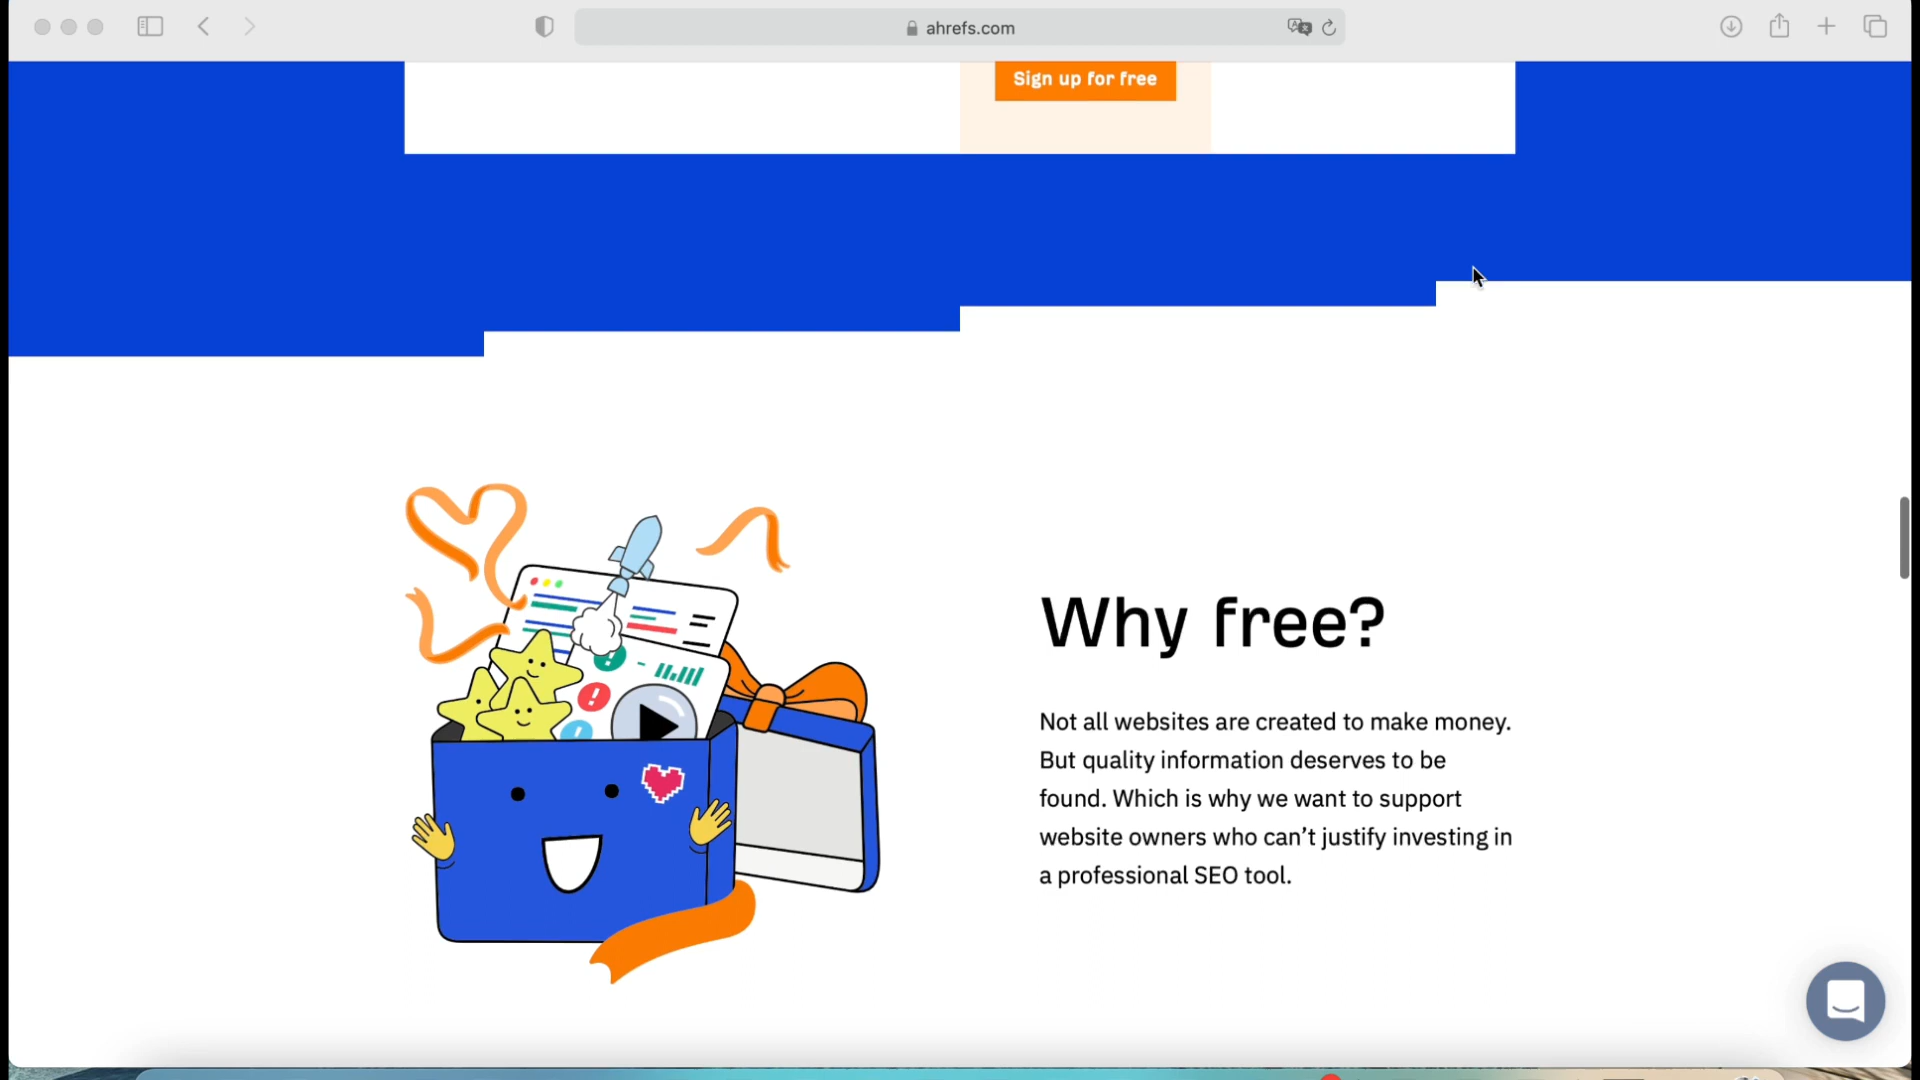 ahrefs.com
Sign up for free
Why free?
Not all websites are created to make money.
But quality information deserves to be
found. Which is why we want to support
website owners who can’t justify investing in
a professional SEO tool.